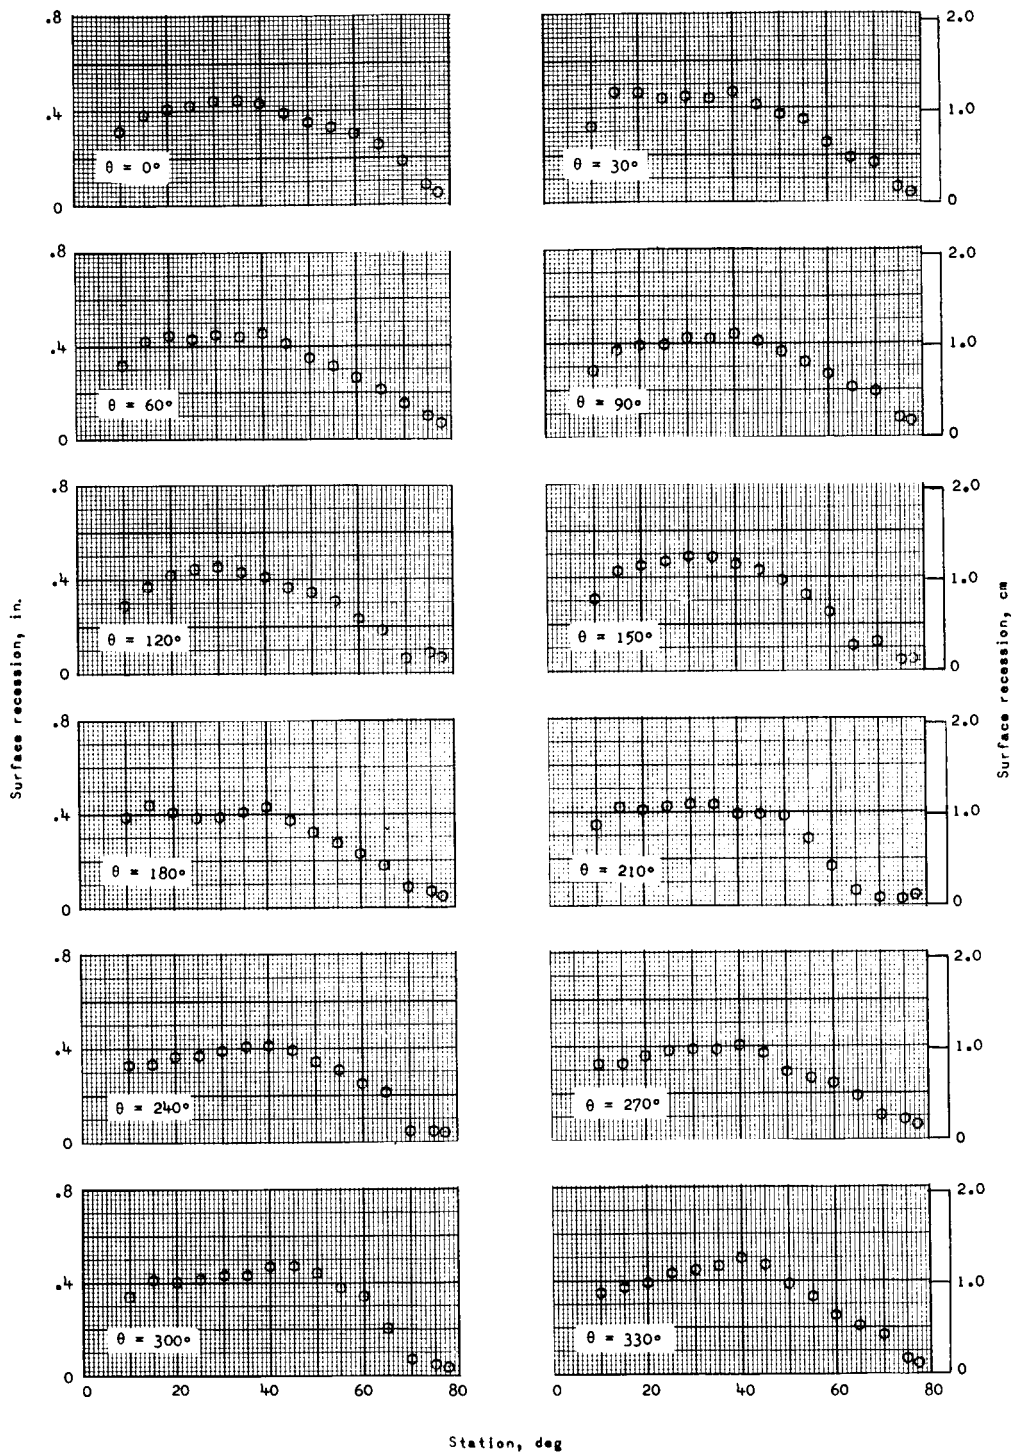 .8
.4
0
θ = 0°
2.0
1.0
0
θ = 30°
.8
.4
0
θ = 60°
2.0
1.0
0
θ = 90°
.8
.4
0
θ = 120°
2.0
1.0
0
θ = 150°
Surface recession, in.
Surface recession, cm
.8
.4
0
θ = 180°
2.0
1.0
0
θ = 210°
.8
.4
0
θ = 240°
2.0
1.0
0
θ = 270°
.8
.4
0
θ = 300°
2.0
1.0
0
θ = 330°
0 20 40 60 80
0 20 40 60 80
Station, deg